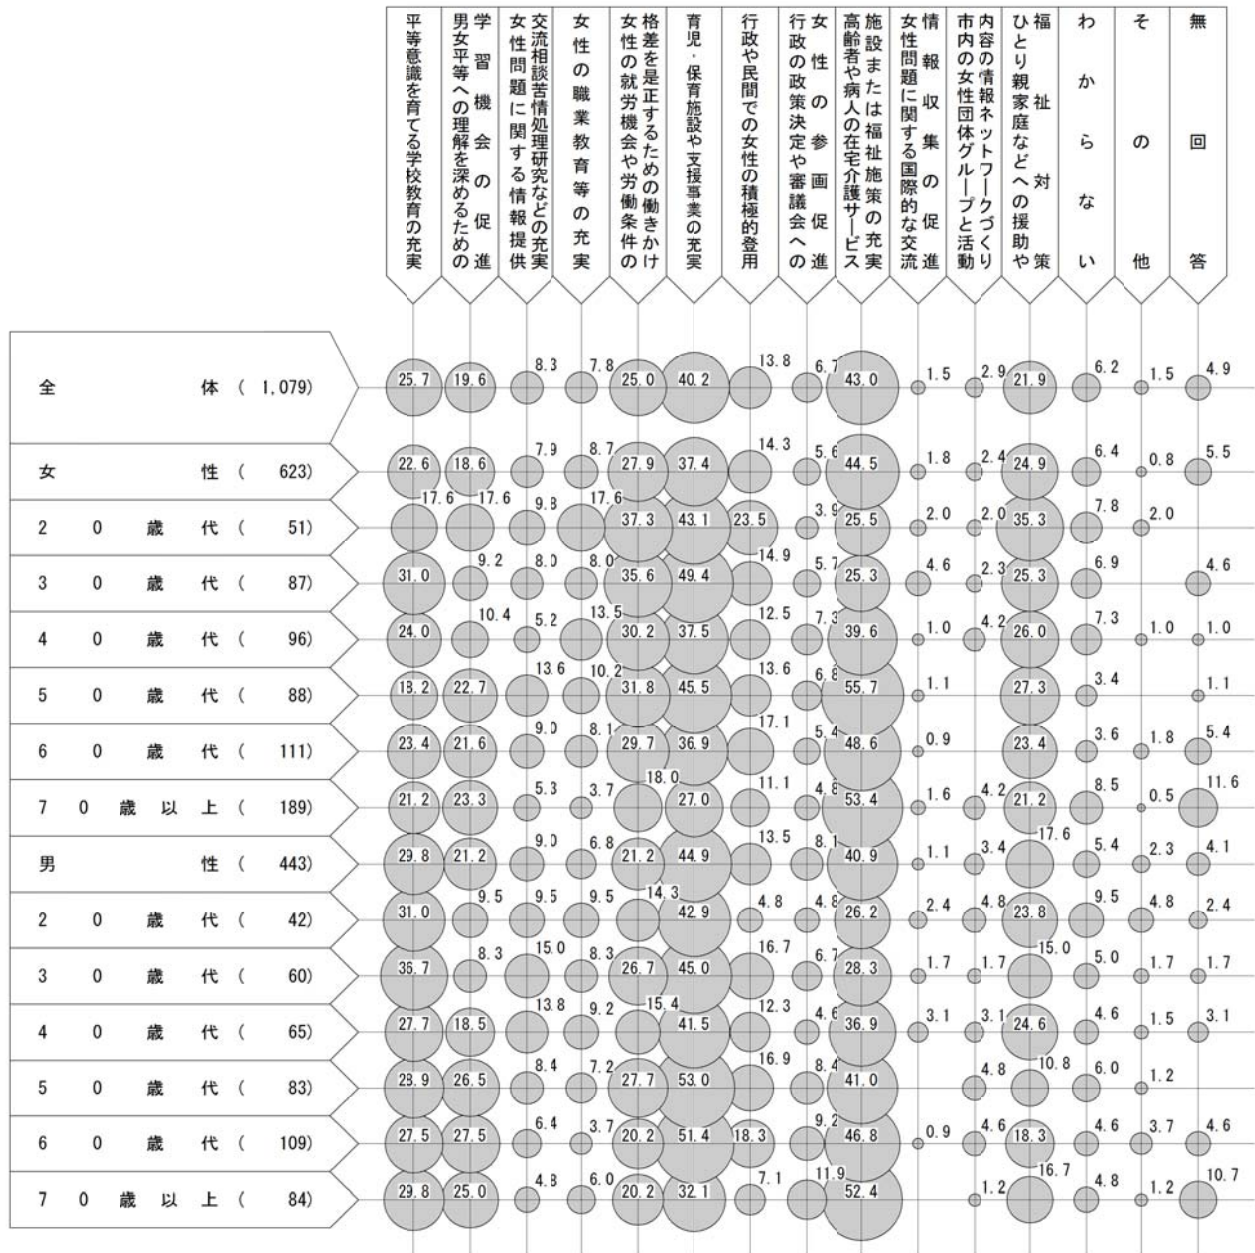 平等意識を育てる学校教育の充実
男女平等への理解を深めるための
学習機会の促進
女性問題に関する情報提供
交流相談苦情処理研究などの充実
女性の職業教育等の充実
女性の就労機会や労働条件の
格差を是正するための働きかけ
育児・保育施設や支援事業の充実
行政や民間での女性の積極的登用
行政の政策決定や審議会への
女性の参画促進
高齢者や病人の在宅介護サービス
施設または福祉施策の充実
女性問題に関する国際的な交流
情報収集の促進
市内の女性団体グループと活動
内容の情報ネットワークづくり
ひとり親家庭などへの援助や
福祉対策
わからない
その他
無回答
全体 ( 1,079) 25.7 19.6 8.3 7.8 25.0 40.2 13.8 6.7 43.0 1.5 2.9 21.9 6.2 1.5 4.9
女性 ( 623) 22.6 18.6 7.9 8.7 27.9 37.4 14.3 5.6 44.5 1.8 2.4 24.9 6.4 0.8 5.5
20歳代 ( 51) 17.6 17.6 9.8 17.6 37.3 43.1 23.5 3.9 25.5 2.0 2.0 35.3 7.8 2.0
30歳代 ( 87) 31.0 9.2 8.0 8.0 35.6 49.4 14.9 5.7 25.3 4.6 2.3 25.3 6.9 4.6
40歳代 ( 96) 24.0 10.4 5.2 13.5 30.2 37.5 12.5 7.3 39.6 1.0 4.2 26.0 7.3 1.0 1.0
50歳代 ( 88) 18.2 22.7 13.6 10.2 31.8 45.5 13.6 6.8 55.7 1.1 27.3 3.4 1.1
60歳代 ( 111) 23.4 21.6 9.0 8.1 29.7 36.9 17.1 5.4 48.6 0.9 23.4 3.6 1.8 5.4
70歳以上 ( 189) 21.2 23.3 5.3 3.7 18.0 27.0 11.1 4.8 53.4 1.6 4.2 21.2 8.5 0.5 11.6
男性 ( 443) 29.8 21.2 9.0 6.8 21.2 44.9 13.5 8.1 40.9 1.1 3.4 17.6 5.4 2.3 4.1
20歳代 ( 42) 31.0 9.5 9.5 9.5 14.3 42.9 4.8 4.8 26.2 2.4 4.8 23.8 9.5 4.8 2.4
30歳代 ( 60) 36.7 8.3 15.0 8.3 26.7 45.0 16.7 6.7 28.3 1.7 1.7 15.0 5.0 1.7 1.7
40歳代 ( 65) 27.7 18.5 13.8 9.2 15.4 41.5 12.3 4.6 36.9 3.1 3.1 24.6 4.6 1.5 3.1
50歳代 ( 83) 28.9 26.5 8.4 7.2 27.7 53.0 16.9 8.4 41.0 4.8 10.8 6.0 1.2
60歳代 ( 109) 27.5 27.5 6.4 3.7 20.2 51.4 18.3 9.2 46.8 0.9 4.6 18.3 4.6 3.7 4.6
70歳以上 ( 84) 29.8 25.0 4.8 6.0 20.2 32.1 7.1 11.9 52.4 1.2 16.7 4.8 1.2 10.7